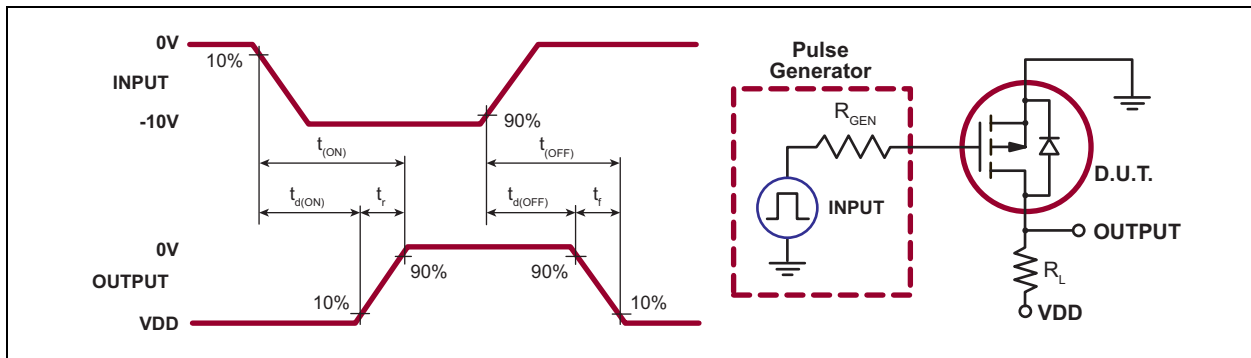 0V
10%
INPUT
-10V
90%
t(ON)
t(OFF)
td(ON)
tr
td(OFF)
tf
0V
OUTPUT
90%
90%
10%
10%
VDD
Pulse
Generator
RGEN
INPUT
D.U.T.
OUTPUT
RL
VDD